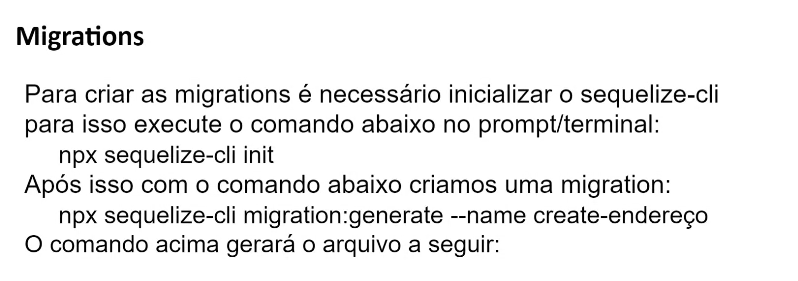 Migrations
Para criar as migrations é necessário inicializar o sequelize-cli
para isso execute o comando abaixo no prompt/terminal:
npx sequelize-cli init
Após isso com o comando abaixo criamos uma migration:
npx sequelize-cli migration:generate --name create-endereço
O comando acima gerará o arquivo a seguir: